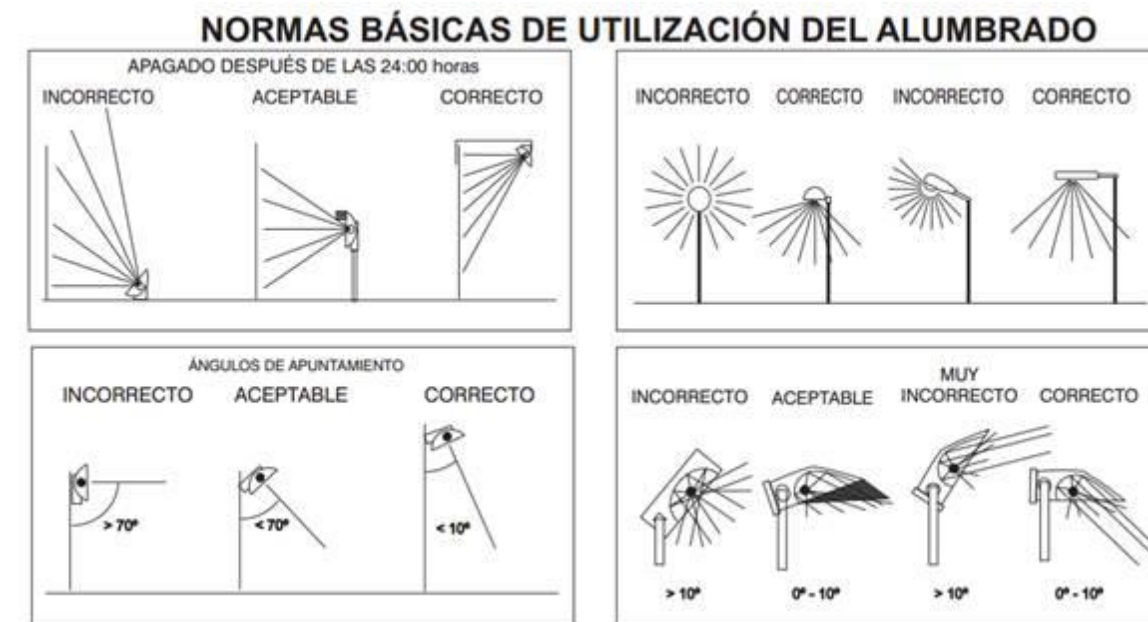 NORMAS BÁSICAS DE UTILIZACIÓN DEL ALUMBRADO
APAGADO DESPUÉS DE LAS 24:00 horas
INCORRECTO ACEPTABLE CORRECTO
INCORRECTO CORRECTO INCORRECTO CORRECTO
ÁNGULOS DE APUNTAMIENTO
INCORRECTO ACEPTABLE CORRECTO
> 70º < 70º < 10º
INCORRECTO ACEPTABLE MUY
INCORRECTO CORRECTO
> 10º 0º - 10º > 10º 0º - 10º